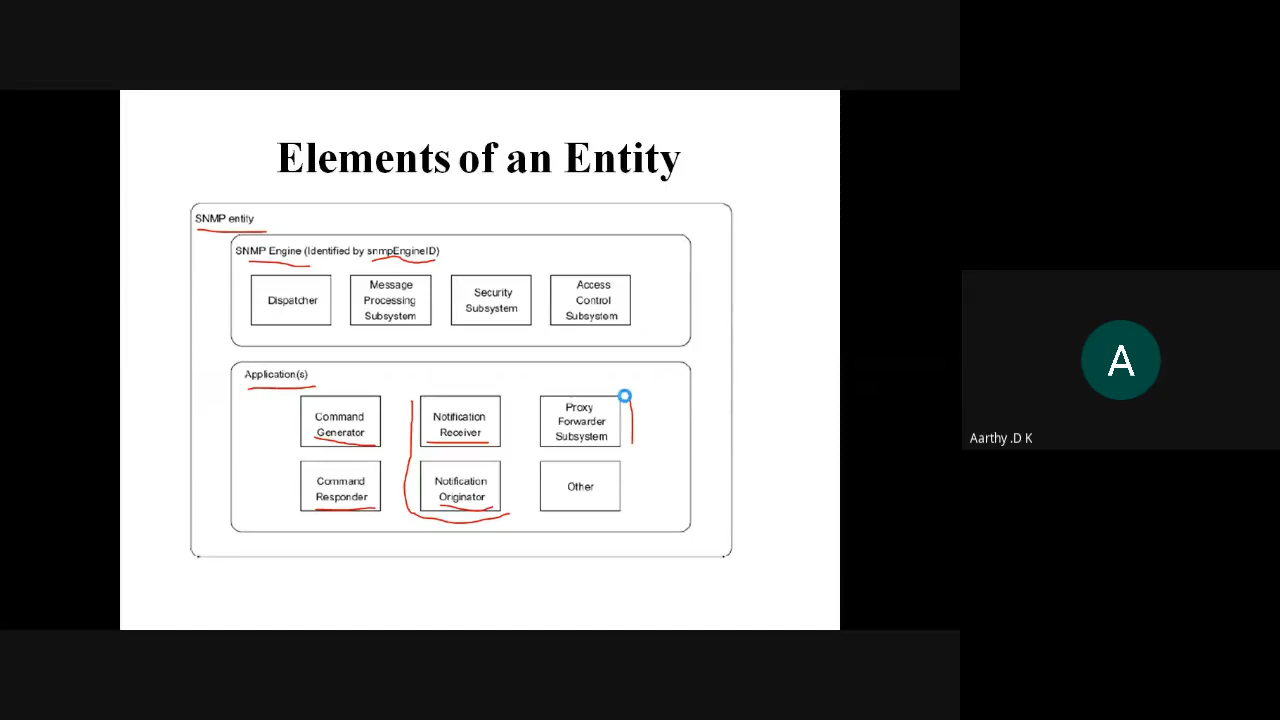 Elements of an Entity
SNMP entity
SNMP Engine (Identified by snmpEngineID)
Dispatcher
Message
Processing
Subsystem
Security
Subsystem
Access
Control
Subsystem
Application(s)
Command
Generator
Notification
Receiver
Proxy
Forwarder
Subsystem
Command
Responder
Notification
Originator
Other
A
Aarthy .D K